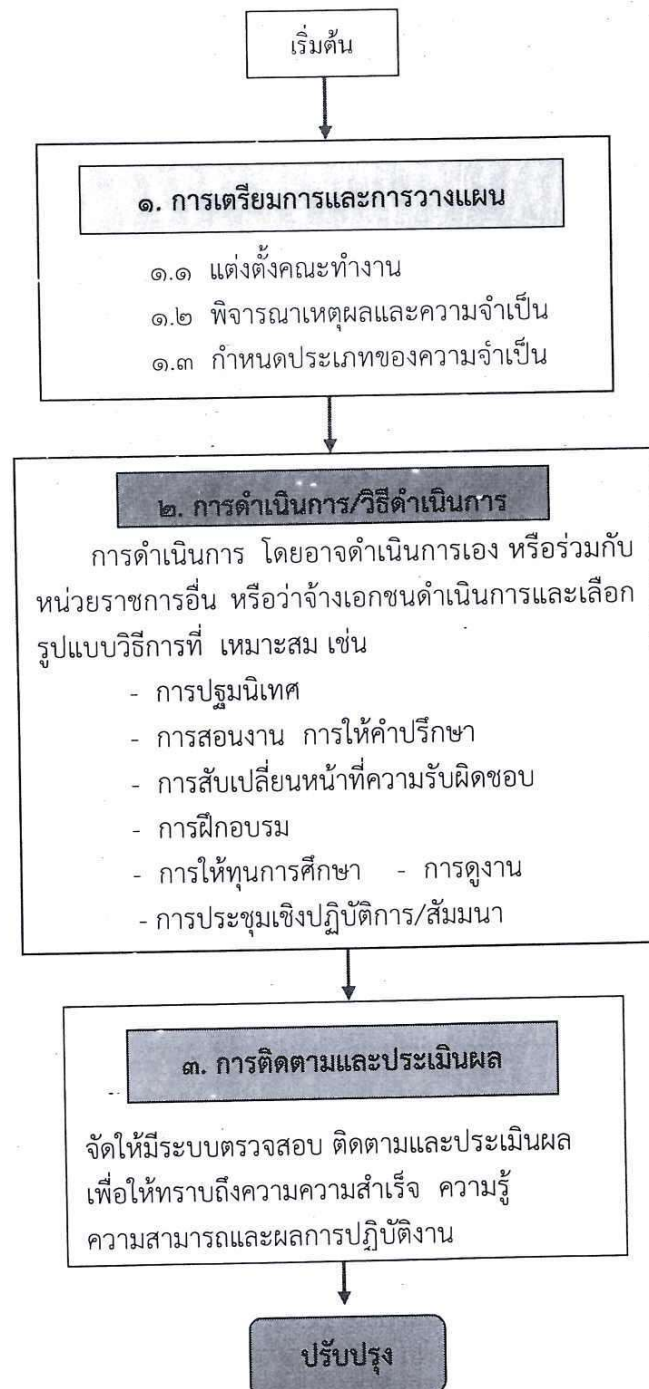 เริ่มต้น
๑. การเตรียมการและการวางแผน
๑.๑ แต่งตั้งคณะทำงาน
๑.๒ พิจารณาเหตุผลและความจำเป็น
๑.๓ กำหนดประเภทของความจำเป็น
๒. การดำเนินการ/วิธีดำเนินการ
การดำเนินการ โดยอาจดำเนินการเอง หรือร่วมกับ
หน่วยราชการอื่น หรือว่าจ้างเอกชนดำเนินการและเลือก
รูปแบบวิธีการที่ เหมาะสม เช่น
- การปฐมนิเทศ
- การสอนงาน การให้คำปรึกษา
- การสับเปลี่ยนหน้าที่ความรับผิดชอบ
- การฝึกอบรม
- การให้ทุนการศึกษา - การดูงาน
- การประชุมเชิงปฏิบัติการ/สัมมนา
๓. การติดตามและประเมินผล
จัดให้มีระบบตรวจสอบ ติดตามและประเมินผล
เพื่อให้ทราบถึงความความสำเร็จ ความรู้
ความสามารถและผลการปฏิบัติงาน
ปรับปรุง